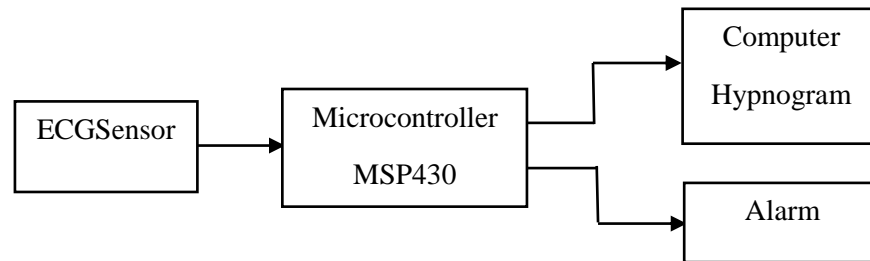 ECGSensor
Microcontroller
MSP430
Computer
Hypnogram
Alarm